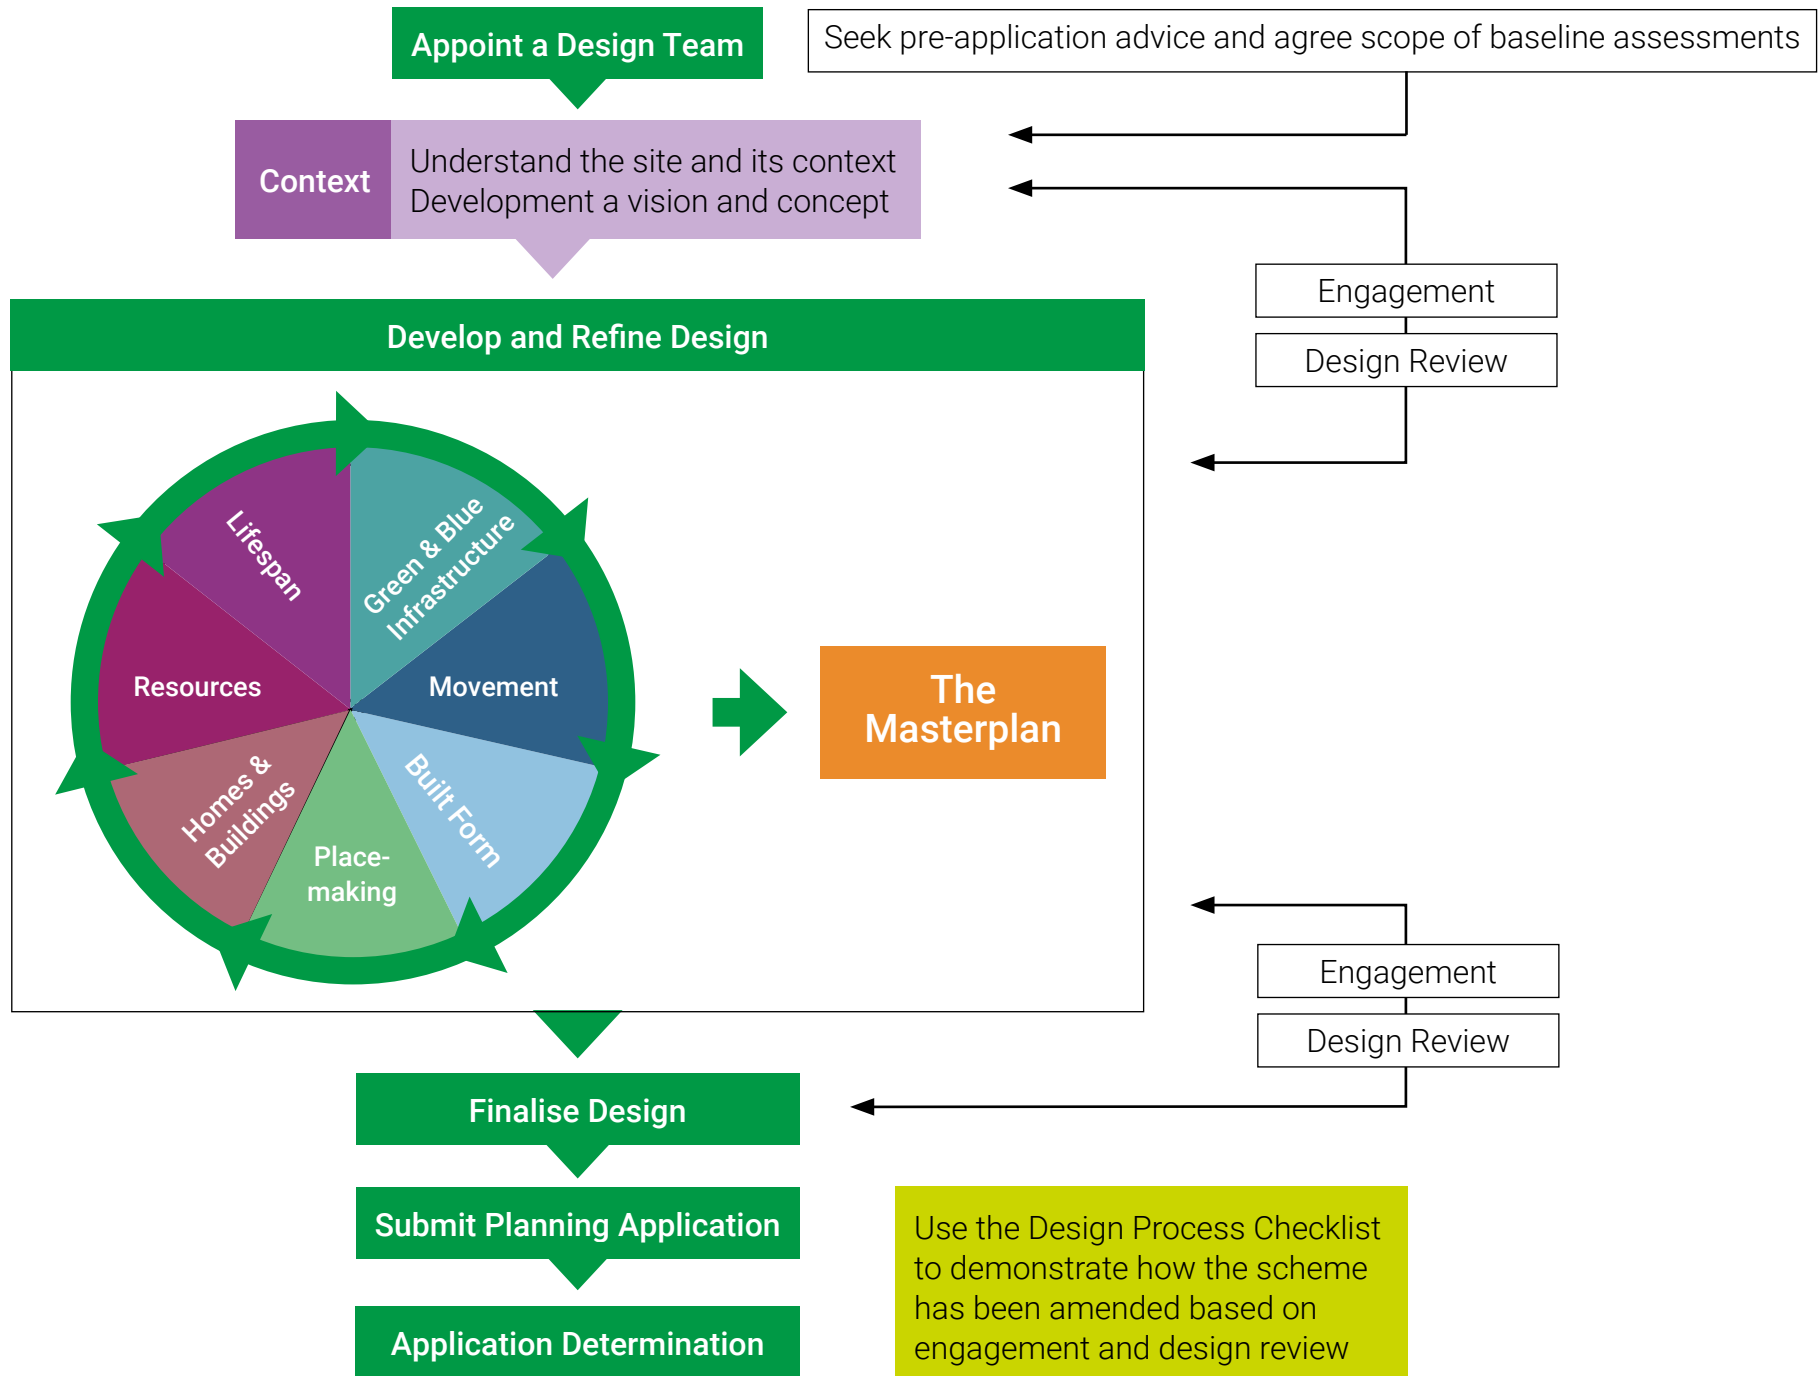 Appoint a Design Team
Seek pre-application advice and agree scope of baseline assessments
Context
Understand the site and its context
Development a vision and concept
Engagement
Design Review
Develop and Refine Design
Lifespan
Green & Blue
Infrastructure
Resources
Movement
Homes &
Buildings
Place-
making
Built Form
The
Masterplan
Engagement
Design Review
Finalise Design
Submit Planning Application
Application Determination
Use the Design Process Checklist
to demonstrate how the scheme
has been amended based on
engagement and design review